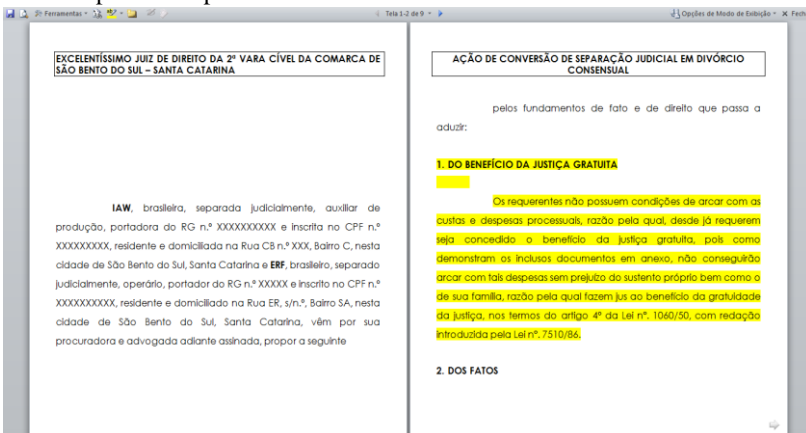 Ferramentas
Tela 1-2 de 9
Opções de Modo de Exibição
EXCELENTÍSSIMO JUIZ DE DIREITO DA 2ª VARA CÍVEL DA COMARCA DE
SÃO BENTO DO SUL – SANTA CATARINA
IAW, brasileira, separada judicialmente, auxiliar de
produção, portadora do RG n.º XXXXXXXXXX e inscrita no CPF n.º
XXXXXXXXX, residente e domiciliada na Rua CB n.º XXX, Bairro C, nesta
cidade de São Bento do Sul, Santa Catarina e ERF, brasileiro, separado
judicialmente, operário, portador do RG n.º XXXXX e inscrito no CPF n.º
XXXXXXXXXX, residente e domiciliado na Rua ER, s/n.º, Bairro SA, nesta
cidade de São Bento do Sul, Santa Catarina, vêm por sua
procuradora e advogada adiante assinada, propor a seguinte
AÇÃO DE CONVERSÃO DE SEPARAÇÃO JUDICIAL EM DIVÓRCIO
CONSENSUAL
pelos fundamentos de fato e de direito que passa a
aduzir:
1. DO BENEFÍCIO DA JUSTIÇA GRATUITA
Os requerentes não possuem condições de arcar com as
custas e despesas processuais, razão pela qual, desde já requerem
seja concedido o benefício da justiça gratuita, pois como
demonstram os inclusos documentos em anexo, não conseguirão
arcar com tais despesas sem prejuízo do sustento próprio bem como o
de sua família, razão pela qual fazem jus ao benefício da gratuidade
da justiça, nos termos do artigo 4º da Lei nº. 1060/50, com redação
introduzida pela Lei nº. 7510/86.
2. DOS FATOS